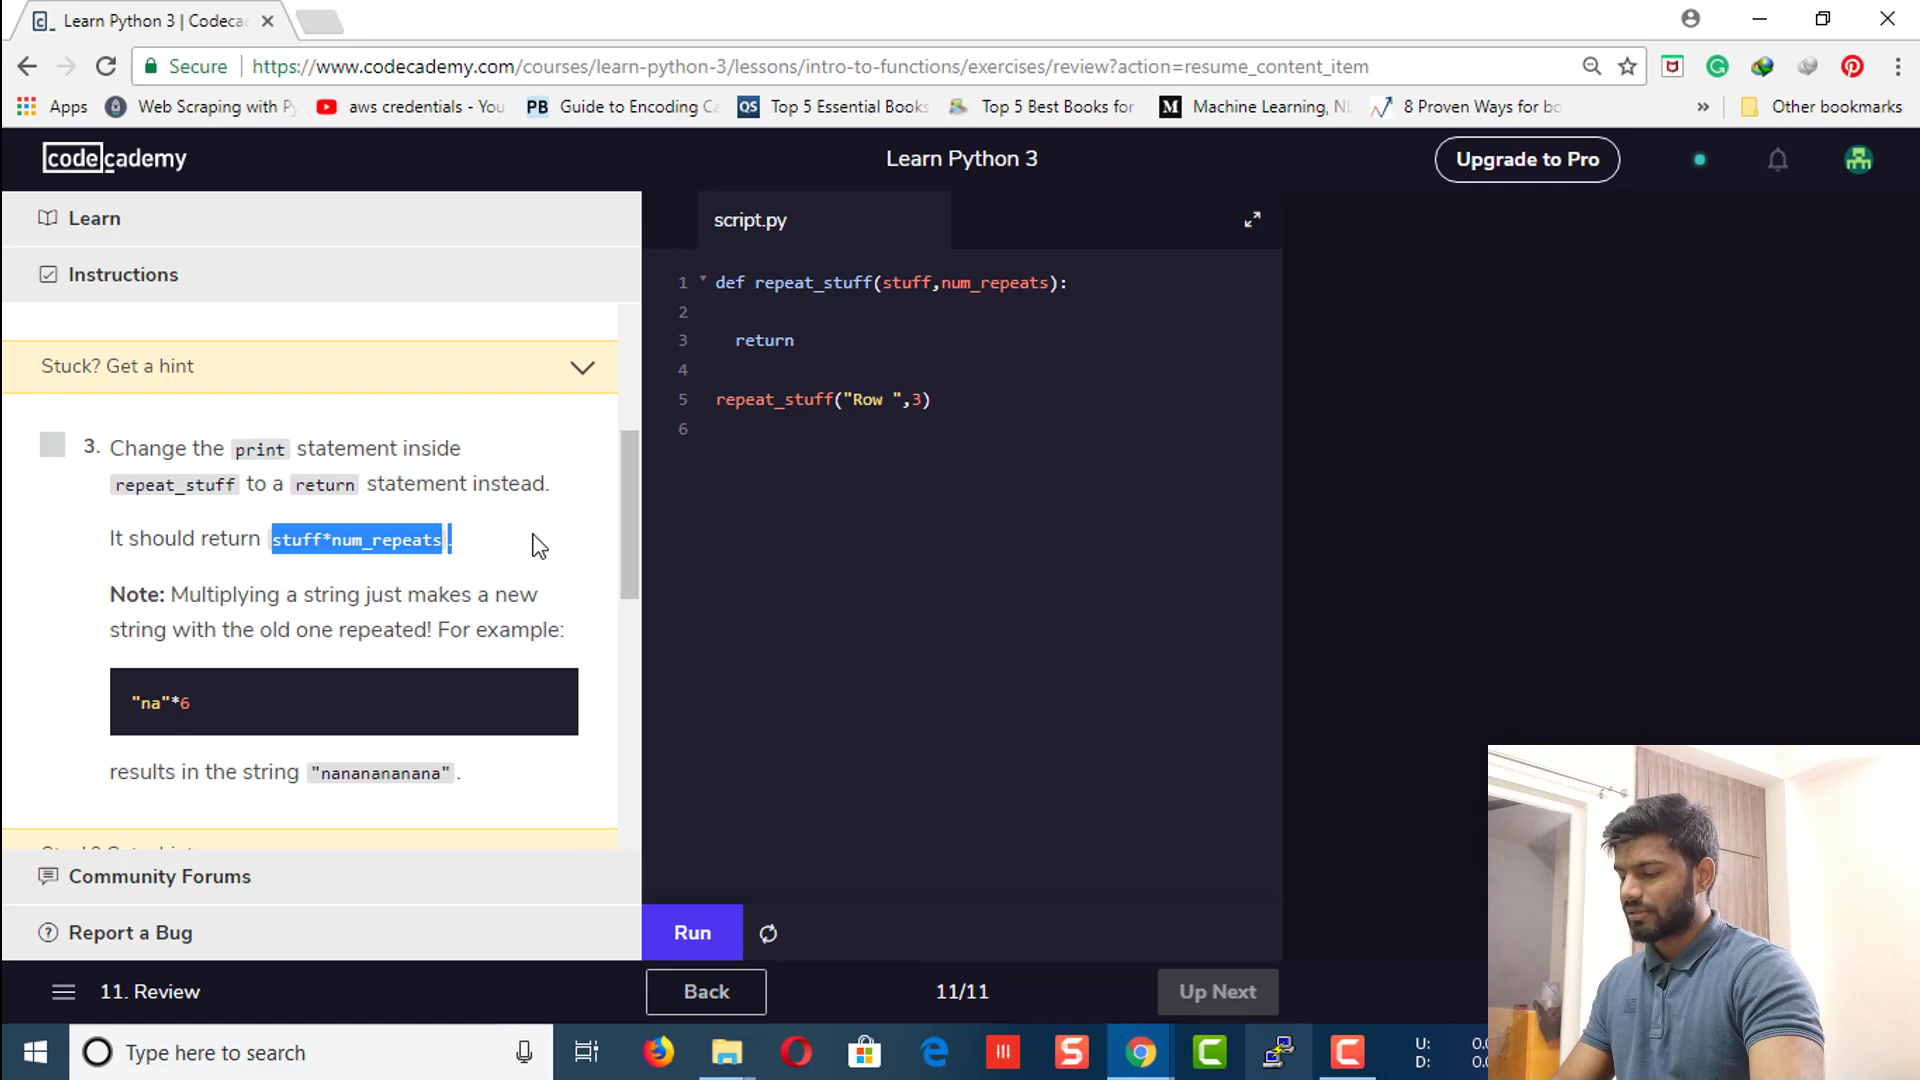 Learn Python 3 | Codeca
Secure
https://www.codecademy.com/courses/learn-python-3/lessons/intro-to-functions/exercises/review?action=resume_content_item
Apps
Web Scraping with Py
aws credentials - You
PB
Guide to Encoding Ca
QS
Top 5 Essential Books
Top 5 Best Books for
M
Machine Learning, NL
8 Proven Ways for bo
»
Other bookmarks
codecademy
Learn Python 3
Upgrade to Pro
Learn
Instructions
Stuck? Get a hint
3. Change the print statement inside
repeat_stuff to a return statement instead.
It should return stuff*num_repeats.
Note: Multiplying a string just makes a new
string with the old one repeated! For example:
"na"*6
results in the string "nananananana".
Community Forums
Report a Bug
script.py
1 def repeat_stuff(stuff,num_repeats):
2
3 return
4
5 repeat_stuff("Row ",3)
6
Run
11. Review
Back
11/11
Up Next
Type here to search
U:
D: